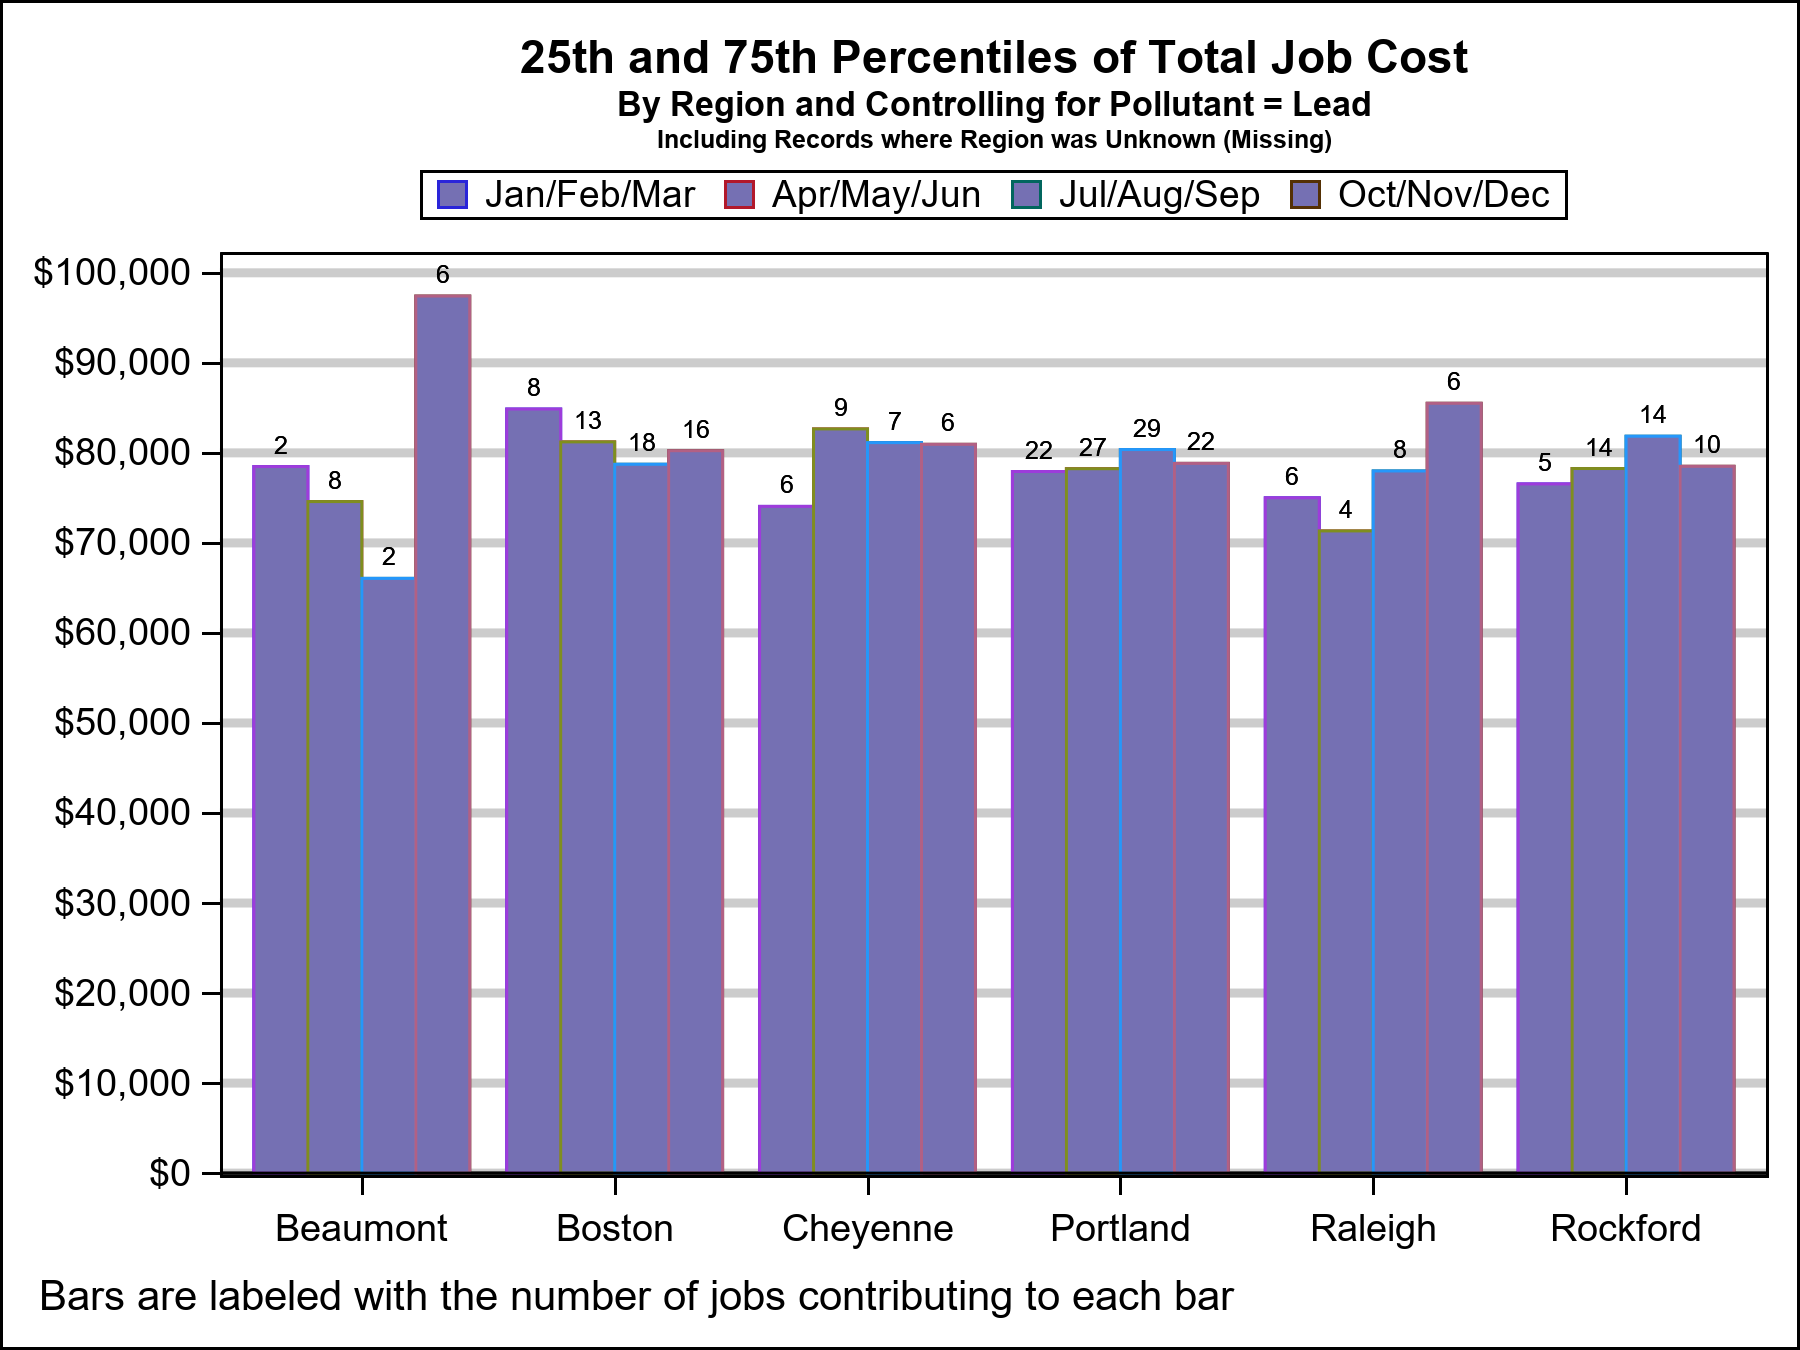 25th and 75th Percentiles of Total Job Cost
By Region and Controlling for Pollutant = Lead
Including Records where Region was Unknown (Missing)
Jan/Feb/Mar Apr/May/Jun Jul/Aug/Sep Oct/Nov/Dec
$100,000
$90,000
$80,000
$70,000
$60,000
$50,000
$40,000
$30,000
$20,000
$10,000
$0
2 8 2 6
8 13 18 16
6 9 7 6
22 27 29 22
6 4 8 6
5 14 14 10
Beaumont Boston Cheyenne Portland Raleigh Rockford
Bars are labeled with the number of jobs contributing to each bar